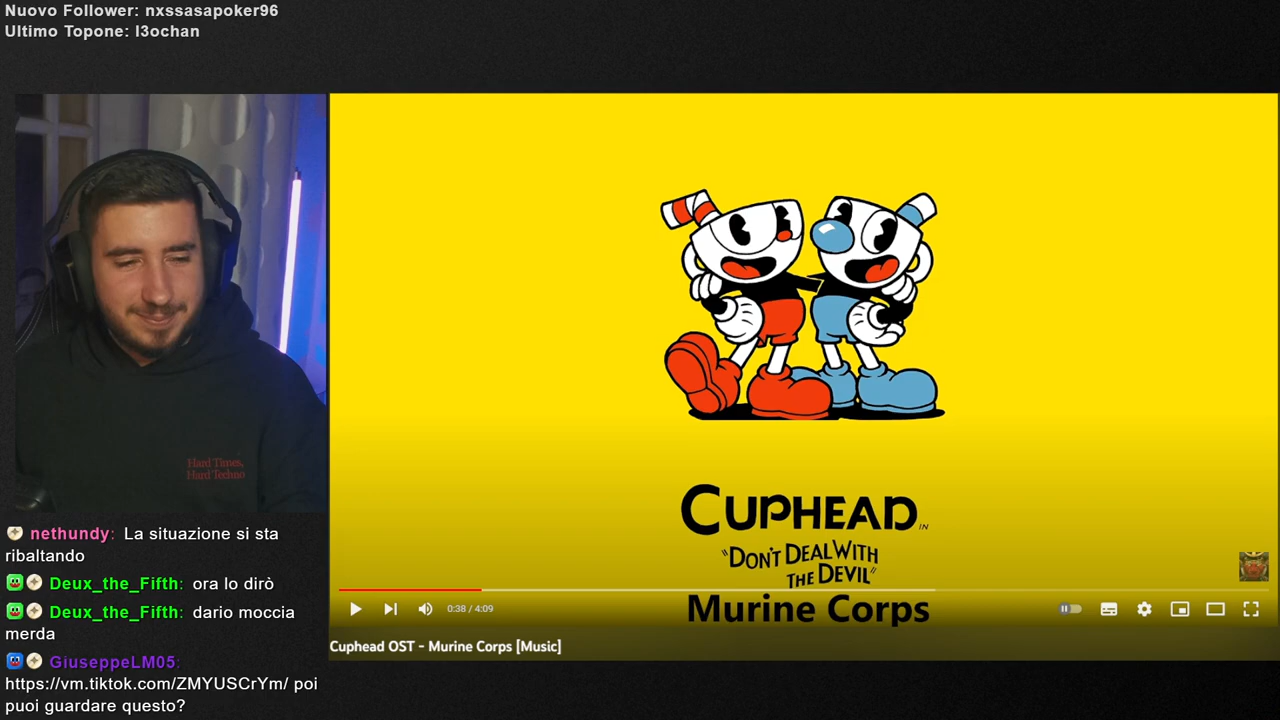 Nuovo Follower: nxssasapoker96
Ultimo Topone: l3ochan
Hard Times,
Hard Techno
nethundy: La situazione si sta
ribaltando
Deux_the_Fifth: ora lo dirò
Deux_the_Fifth: dario moccia
merda
GiuseppeLM05:
https://vm.tiktok.com/ZMYUSCrYm/ poi
puoi guardare questo?
CUPHEAD IN
"DON'T DEAL WITH
THE DEVIL"
Murine Corps
0:38 / 4:09
Cuphead OST - Murine Corps [Music]